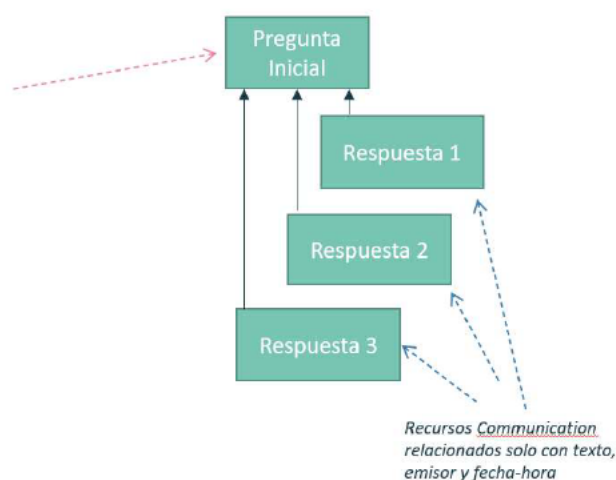 Pregunta
Inicial
Respuesta 1
Respuesta 2
Respuesta 3
Recursos Communication
relacionados solo con texto,
emisor y fecha-hora